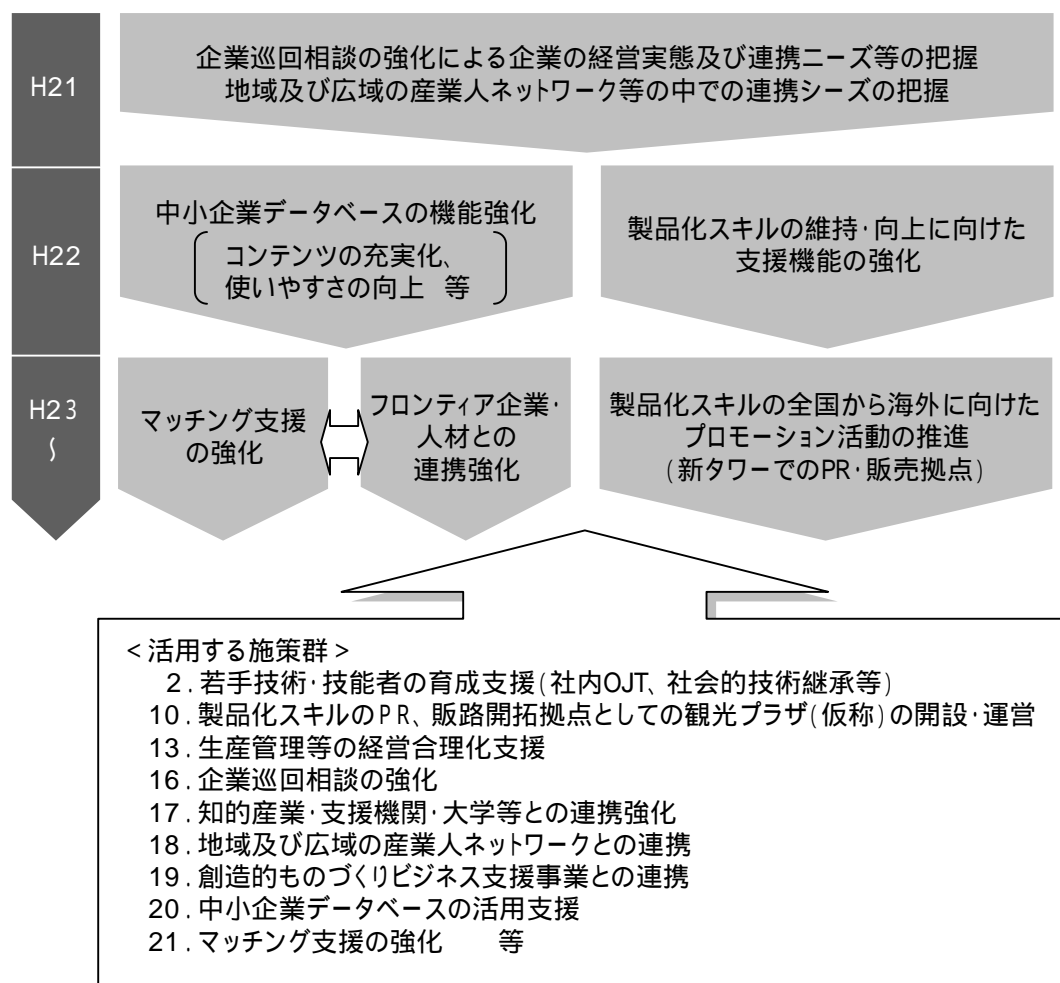 H21
企業巡回相談の強化による企業の経営実態及び連携ニーズ等の把握
地域及び広域の産業人ネットワーク等の中での連携シーズの把握
H22
中小企業データベースの機能強化
コンテンツの充実化、
使いやすさの向上 等
製品化スキルの維持・向上に向けた
支援機能の強化
H23
~
マッチング支援
の強化
フロンティア企業・
人材との
連携強化
製品化スキルの全国から海外に向けた
プロモーション活動の推進
(新タワーでのPR・販売拠点)
<活用する施策群>
2.若手技術・技能者の育成支援(社内OJT、社会的技術継承等)
10.製品化スキルのPR、販路開拓拠点としての観光プラザ(仮称)の開設・運営
13.生産管理等の経営合理化支援
16.企業巡回相談の強化
17.知的産業・支援機関・大学等との連携強化
18.地域及び広域の産業人ネットワークとの連携
19.創造的ものづくりビジネス支援事業との連携
20.中小企業データベースの活用支援
21.マッチング支援の強化 等